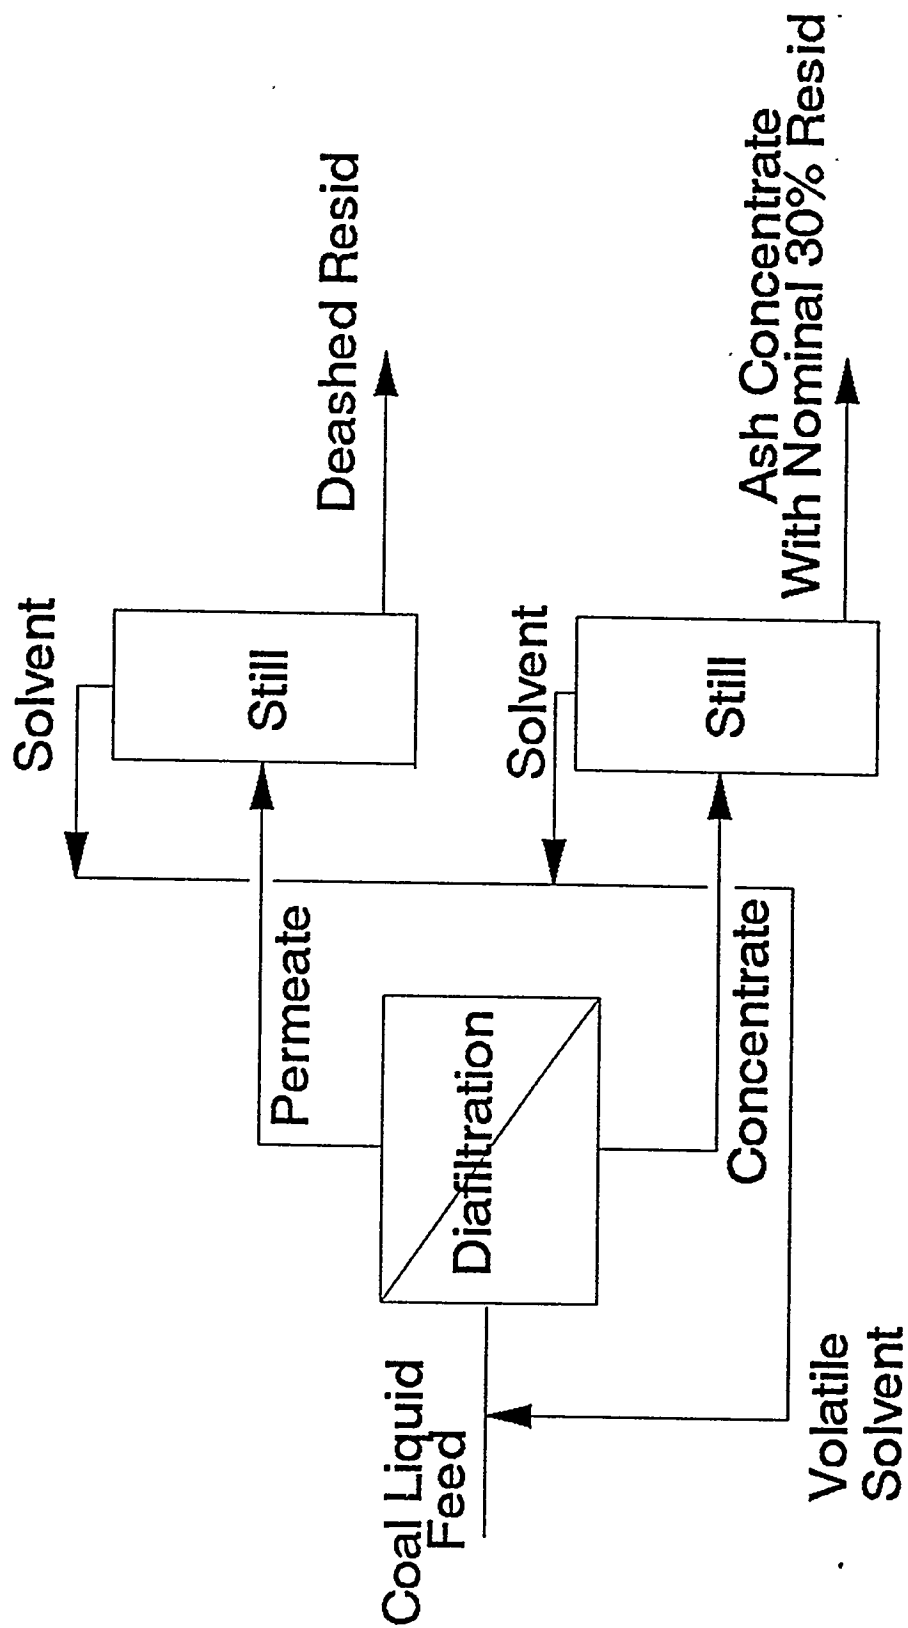 Coal Liquid
Feed
Volatile
Solvent
Diafiltration
Permeate
Concentrate
Solvent
Still
Solvent
Still
Deashed Resid
Ash Concentrate
With Nominal 30% Resid